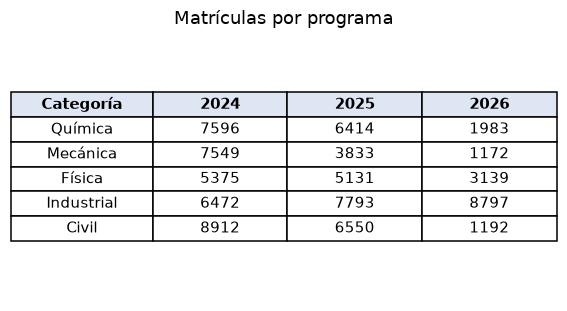 Matrículas por programa
Categoría 2024 2025 2026
Química 7596 6414 1983
Mecánica 7549 3833 1172
Física 5375 5131 3139
Industrial 6472 7793 8797
Civil 8912 6550 1192